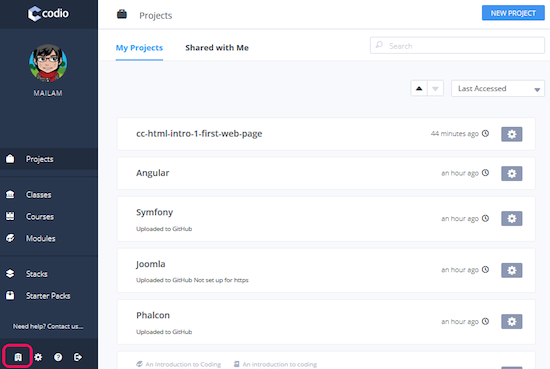 codio
Projects
NEW PROJECT
My Projects
Shared with Me
Search
MAILAM
Last Accessed
Projects
Classes
Courses
Modules
Stacks
Starter Packs
Need help? Contact us...
cc-html-intro-1-first-web-page
44 minutes ago
Angular
an hour ago
Symfony
Uploaded to GitHub
an hour ago
Joomla
Uploaded to GitHub Not set up for https
an hour ago
Phalcon
Uploaded to GitHub
an hour ago
An Introduction to Coding
An Introduction to coding